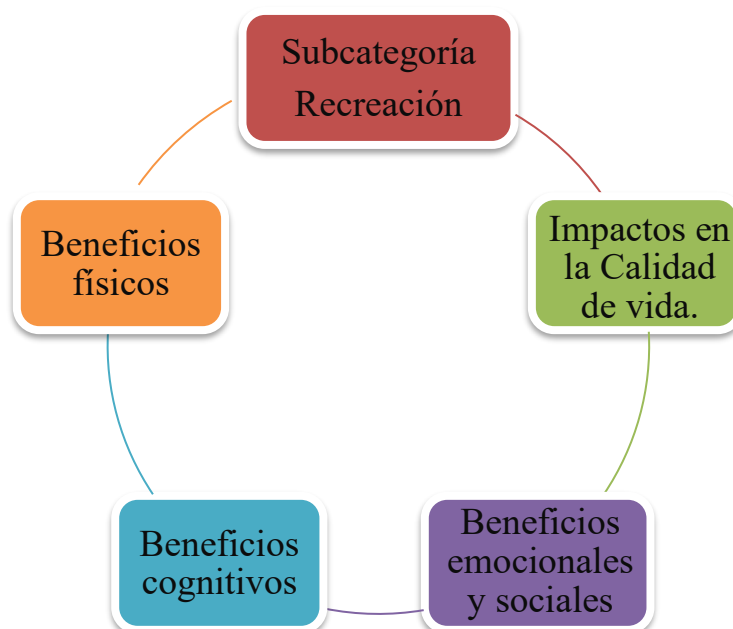 Subcategoría
Recreación
Impactos en
la Calidad
de vida.
Beneficios
emocionales
y sociales
Beneficios
cognitivos
Beneficios
físicos